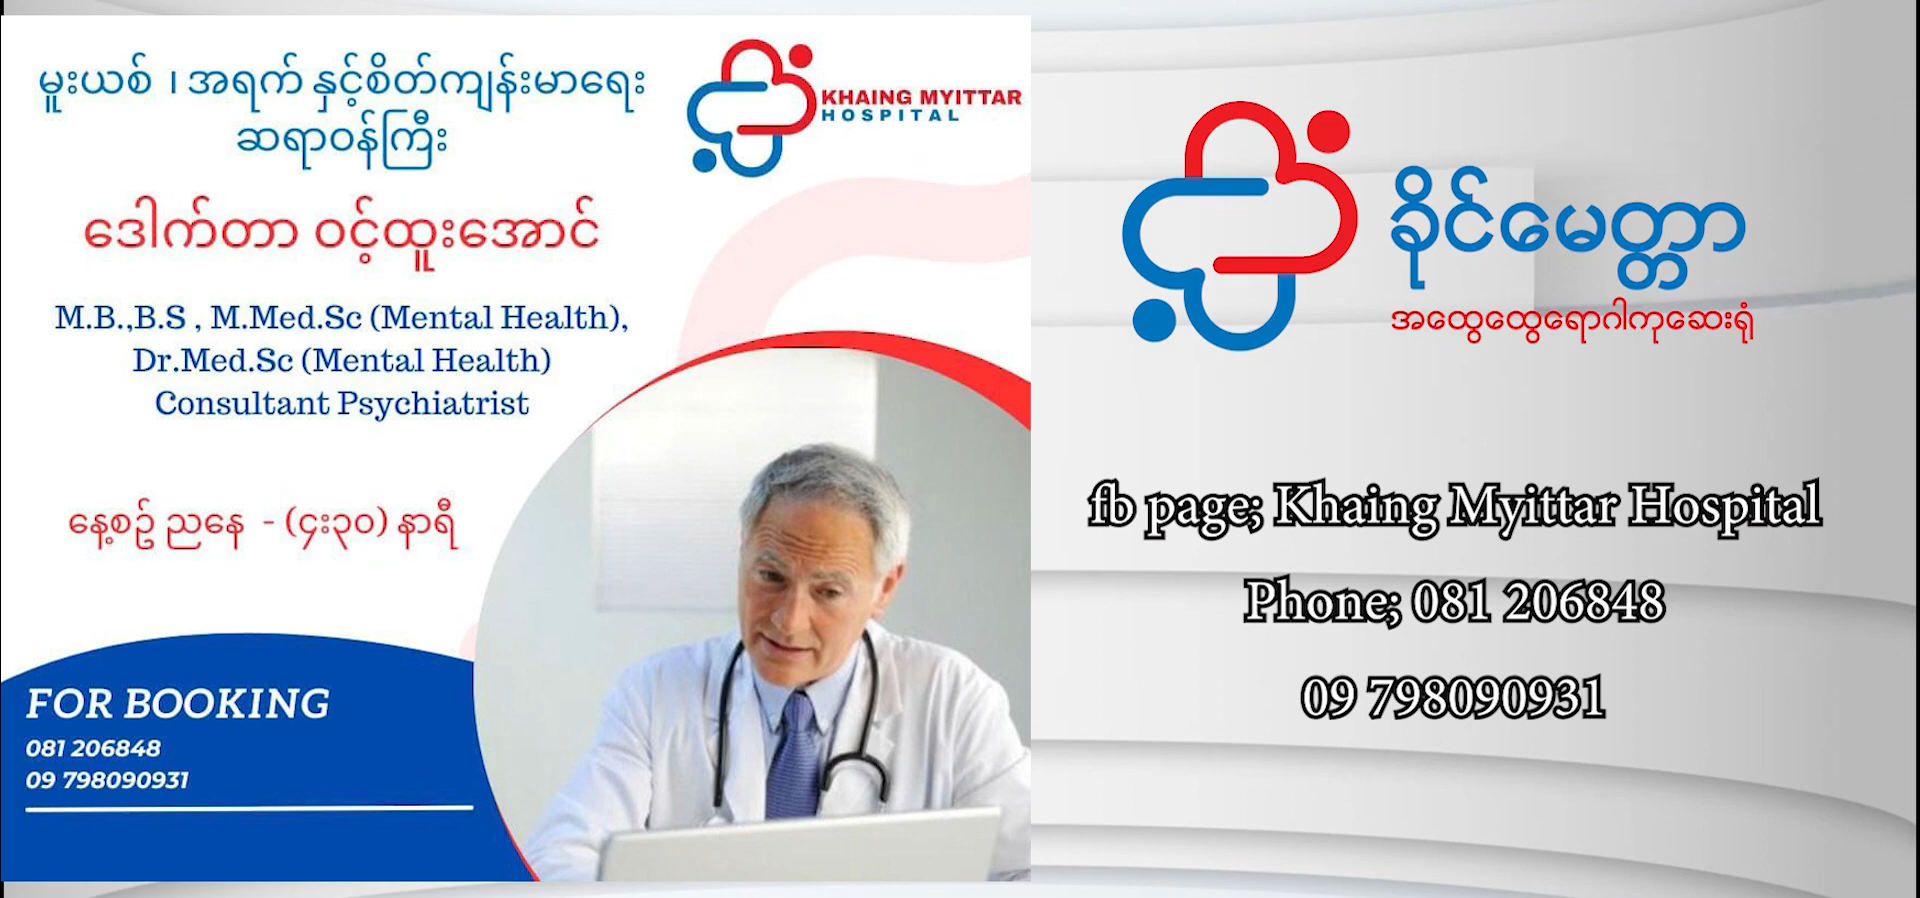 မူးယစ် ၊ အရက် နှင့်စိတ်ကျန်းမာရေး
ဆရာဝန်ကြီး
ဒေါက်တာ ဝင့်ထူးအောင်
M.B.,B.S , M.Med.Sc (Mental Health),
Dr.Med.Sc (Mental Health)
Consultant Psychiatrist
နေ့စဉ် ညနေ - (၄း၃၀) နာရီ
FOR BOOKING
081 206848
09 798090931
KHAING MYITTAR
HOSPITAL
ခိုင်မေတ္တာ
အထွေထွေရောဂါကုဆေးရုံ
fb page; Khaing Myittar Hospital
Phone; 081 206848
09 798090931